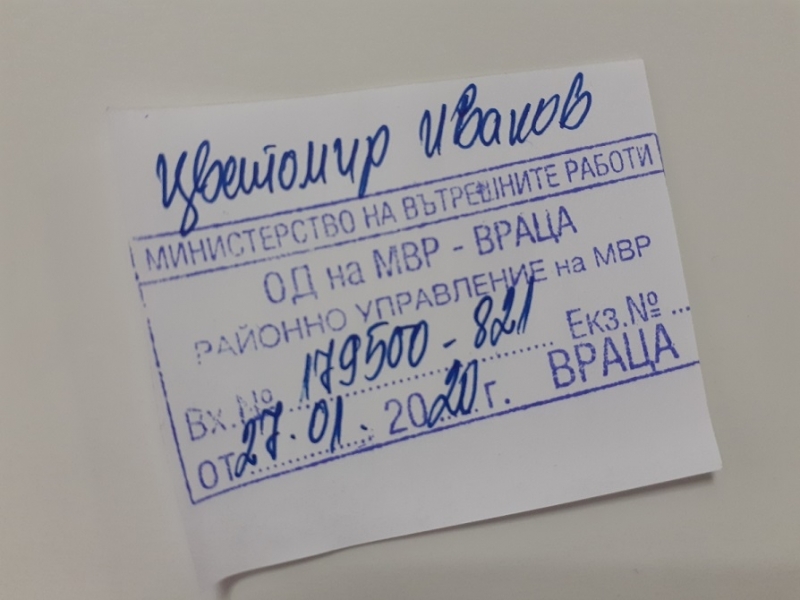 Цветомир Иванов
МИНИСТЕРСТВО НА ВЪТРЕШНИТЕ РАБОТИ
ОД на МВР - ВРАЦА
РАЙОННО УПРАВЛЕНИЕ на МВР
Вх.№ 179500-821 Екз.№ ...
от 27.01. 2020 г. ВРАЦА